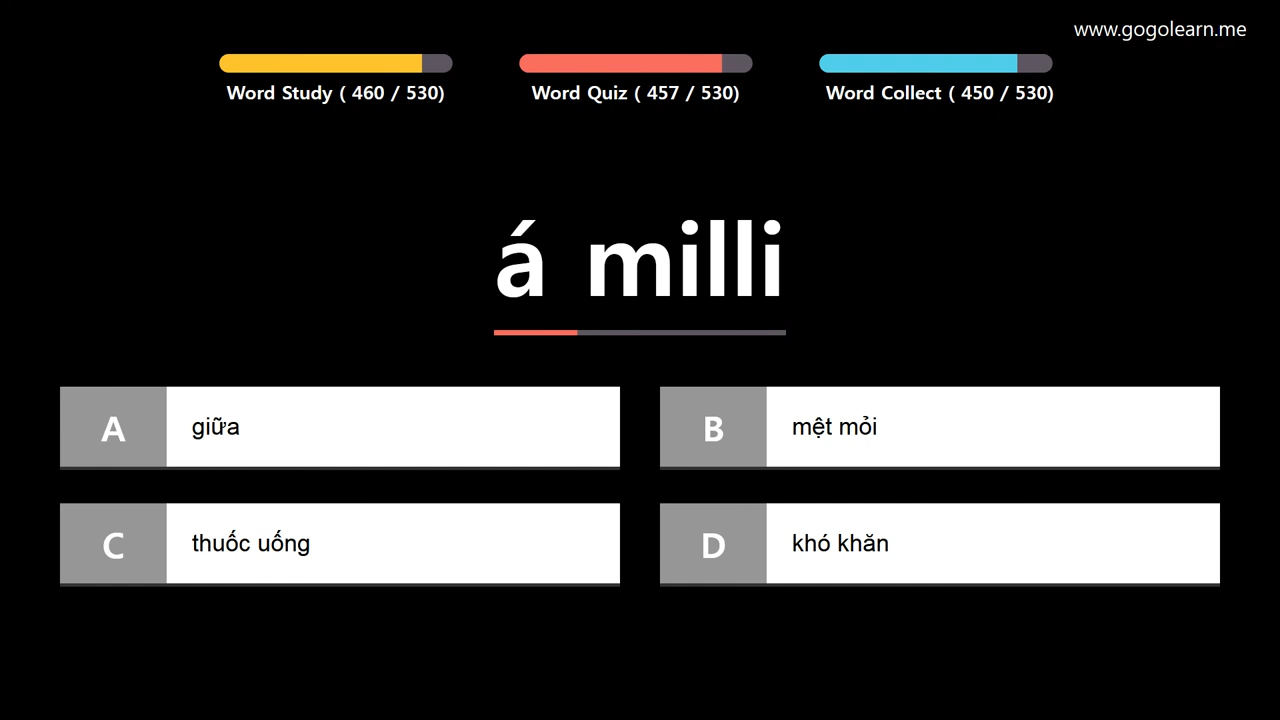 www.gogolearn.me
Word Study ( 460 / 530)
Word Quiz ( 457 / 530)
Word Collect ( 450 / 530)
á milli
A giữa
B mệt mỏi
C thuốc uống
D khó khăn